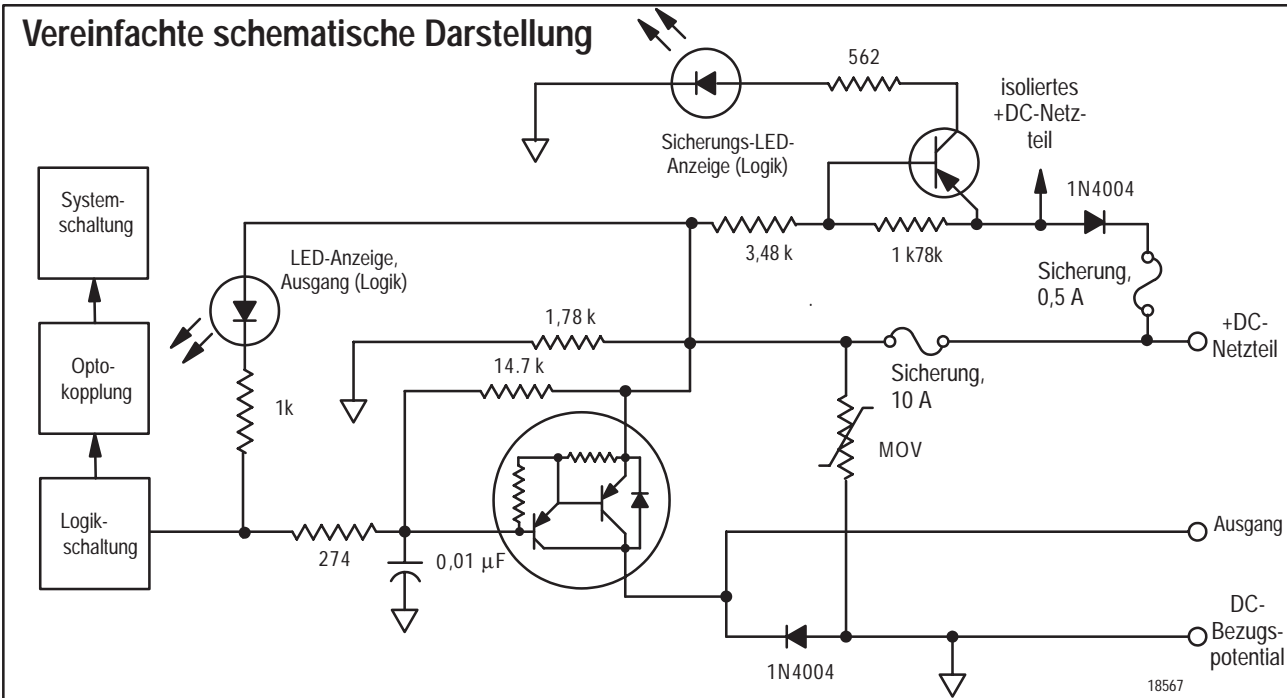 Vereinfachte schematische Darstellung
562
isoliertes
+DC-Netz-
teil
Sicherungs-LED-
Anzeige (Logik)
1N4004
System-
schaltung
3,48 k
1 k78k
LED-Anzeige,
Ausgang (Logik)
Sicherung,
0,5 A
1,78 k
+DC-
Netzteil
Opto-
kopplung
14.7 k
Sicherung,
10 A
1k
MOV
Logik-
schaltung
274
0,01 µF
Ausgang
DC-
Bezugs-
potential
1N4004
18567